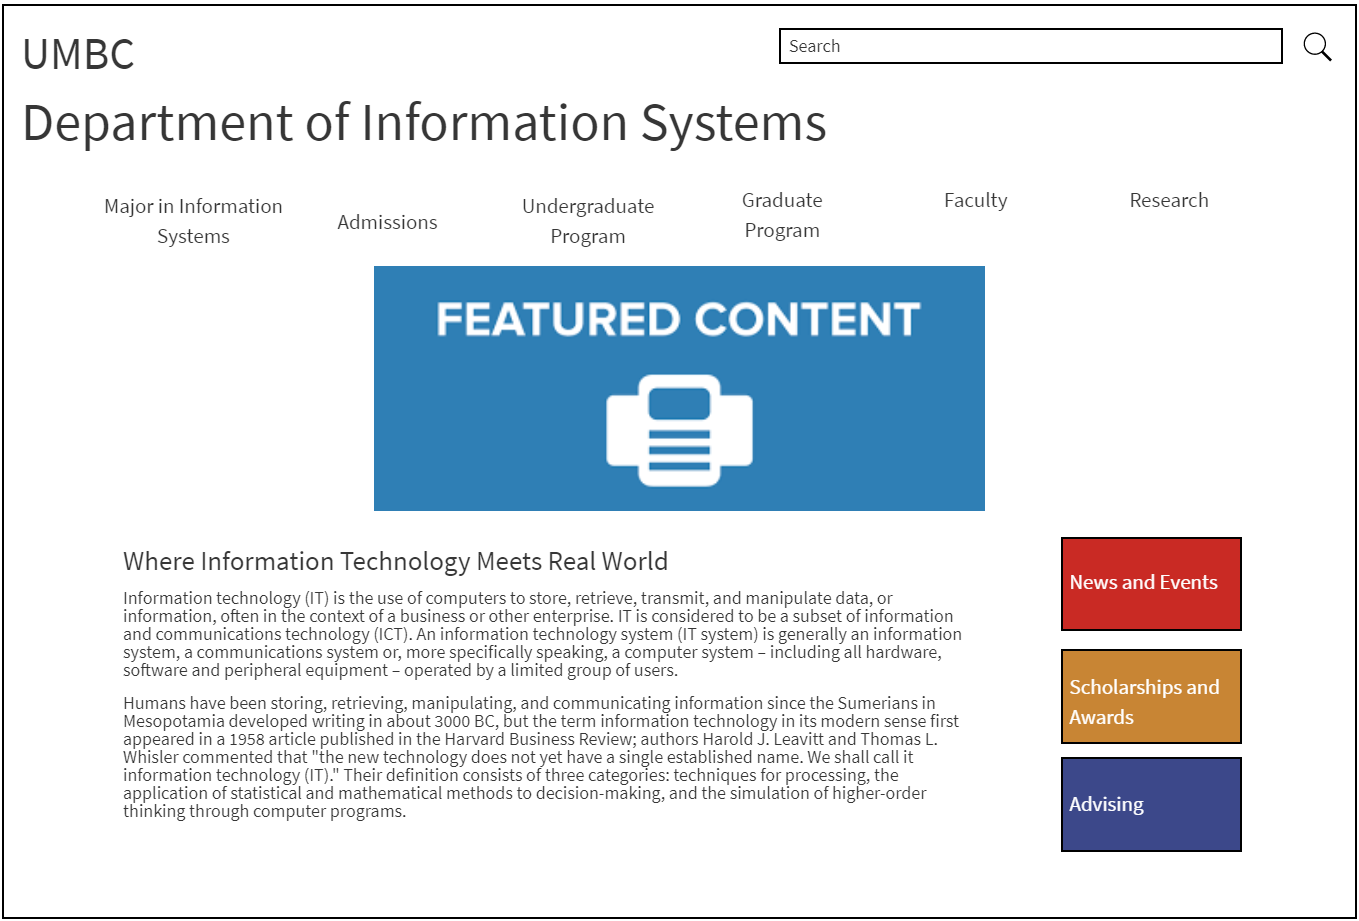 UMBC
Search
Department of Information Systems
Major in Information
Systems
Admissions
Undergraduate
Program
Graduate
Program
Faculty
Research
FEATURED CONTENT
Where Information Technology Meets Real World
Information technology (IT) is the use of computers to store, retrieve, transmit, and manipulate data, or
information, often in the context of a business or other enterprise. IT is considered to be a subset of information
and communications technology (ICT). An information technology system (IT system) is generally an information
system, a communications system or, more specifically speaking, a computer system – including all hardware,
software and peripheral equipment – operated by a limited group of users.
Humans have been storing, retrieving, manipulating, and communicating information since the Sumerians in
Mesopotamia developed writing in about 3000 BC, but the term information technology in its modern sense first
appeared in a 1958 article published in the Harvard Business Review; authors Harold J. Leavitt and Thomas L.
Whisler commented that "the new technology does not yet have a single established name. We shall call it
information technology (IT)." Their definition consists of three categories: techniques for processing, the
application of statistical and mathematical methods to decision-making, and the simulation of higher-order
thinking through computer programs.
News and Events
Scholarships and
Awards
Advising